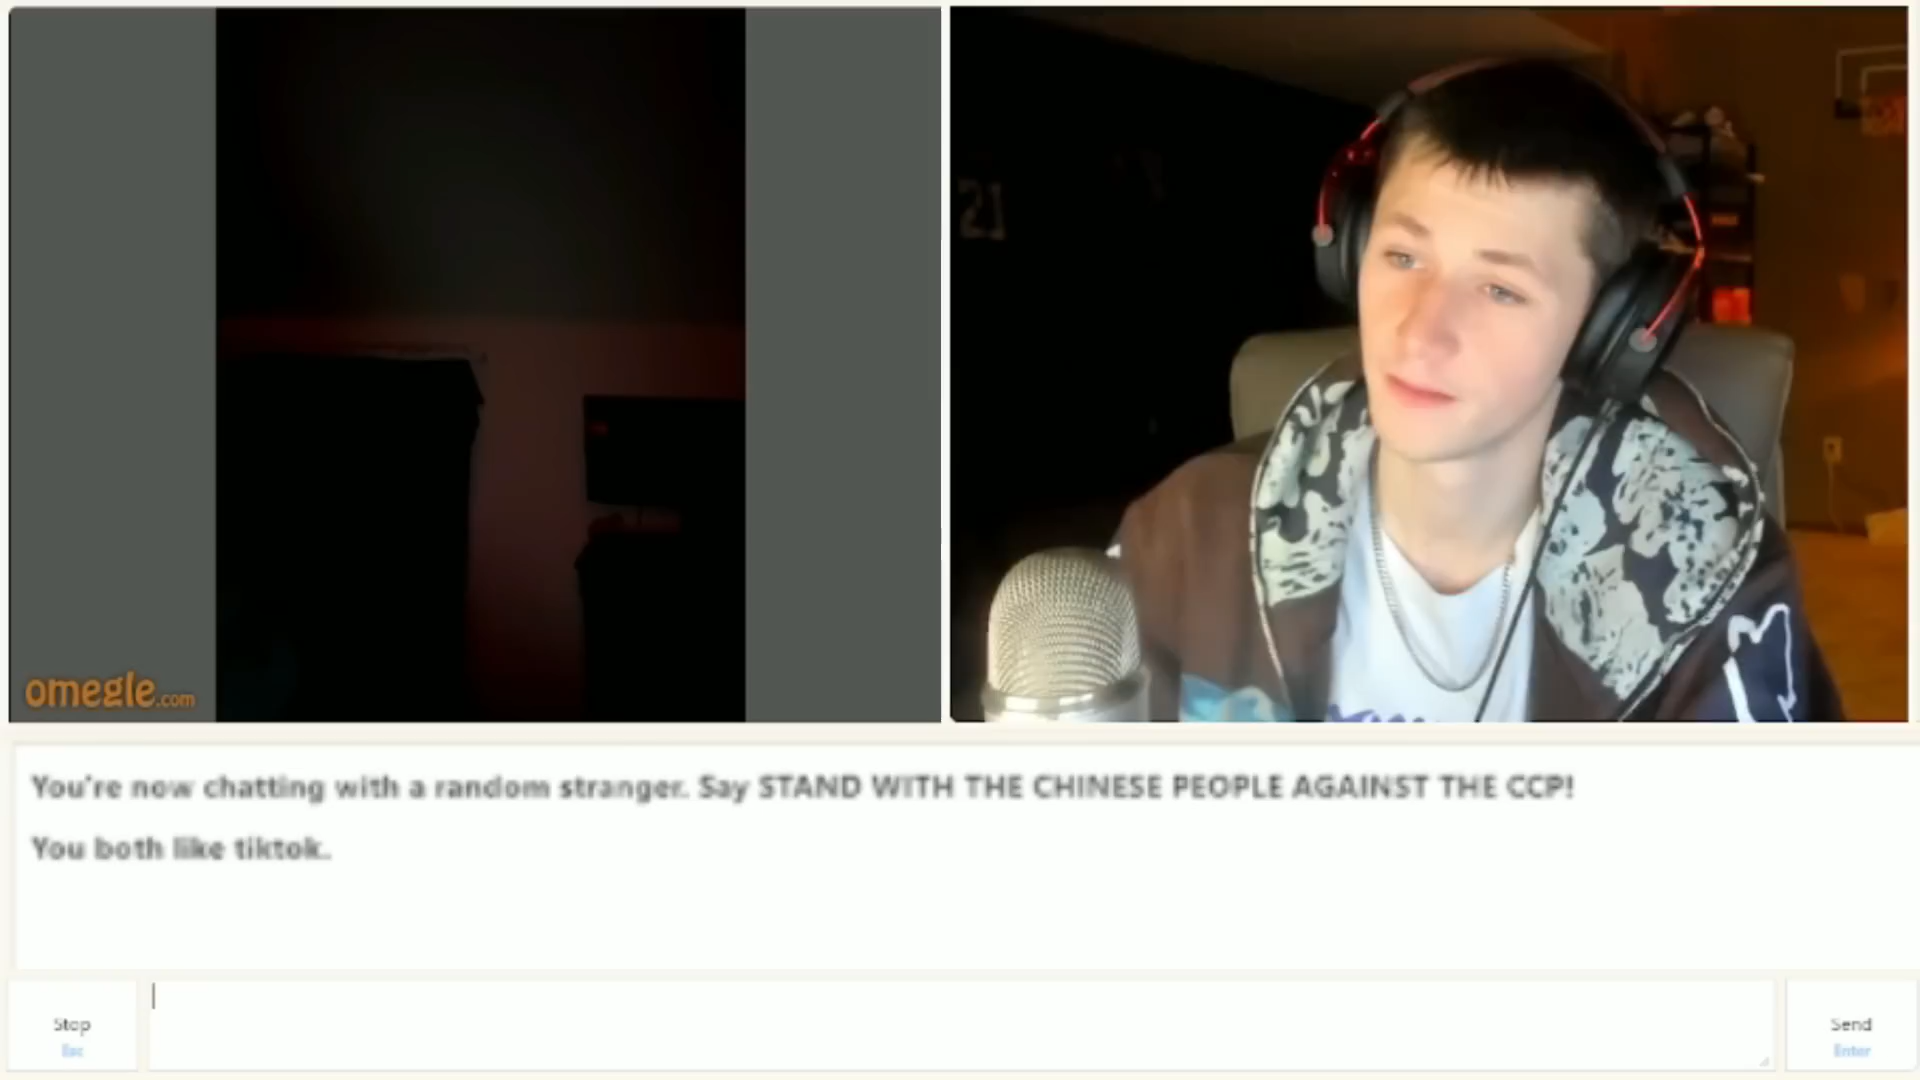 21
omegle.com
You're now chatting with a random stranger. Say STAND WITH THE CHINESE PEOPLE AGAINST THE CCP!
You both like tiktok.
Stop
Esc
Send
Enter